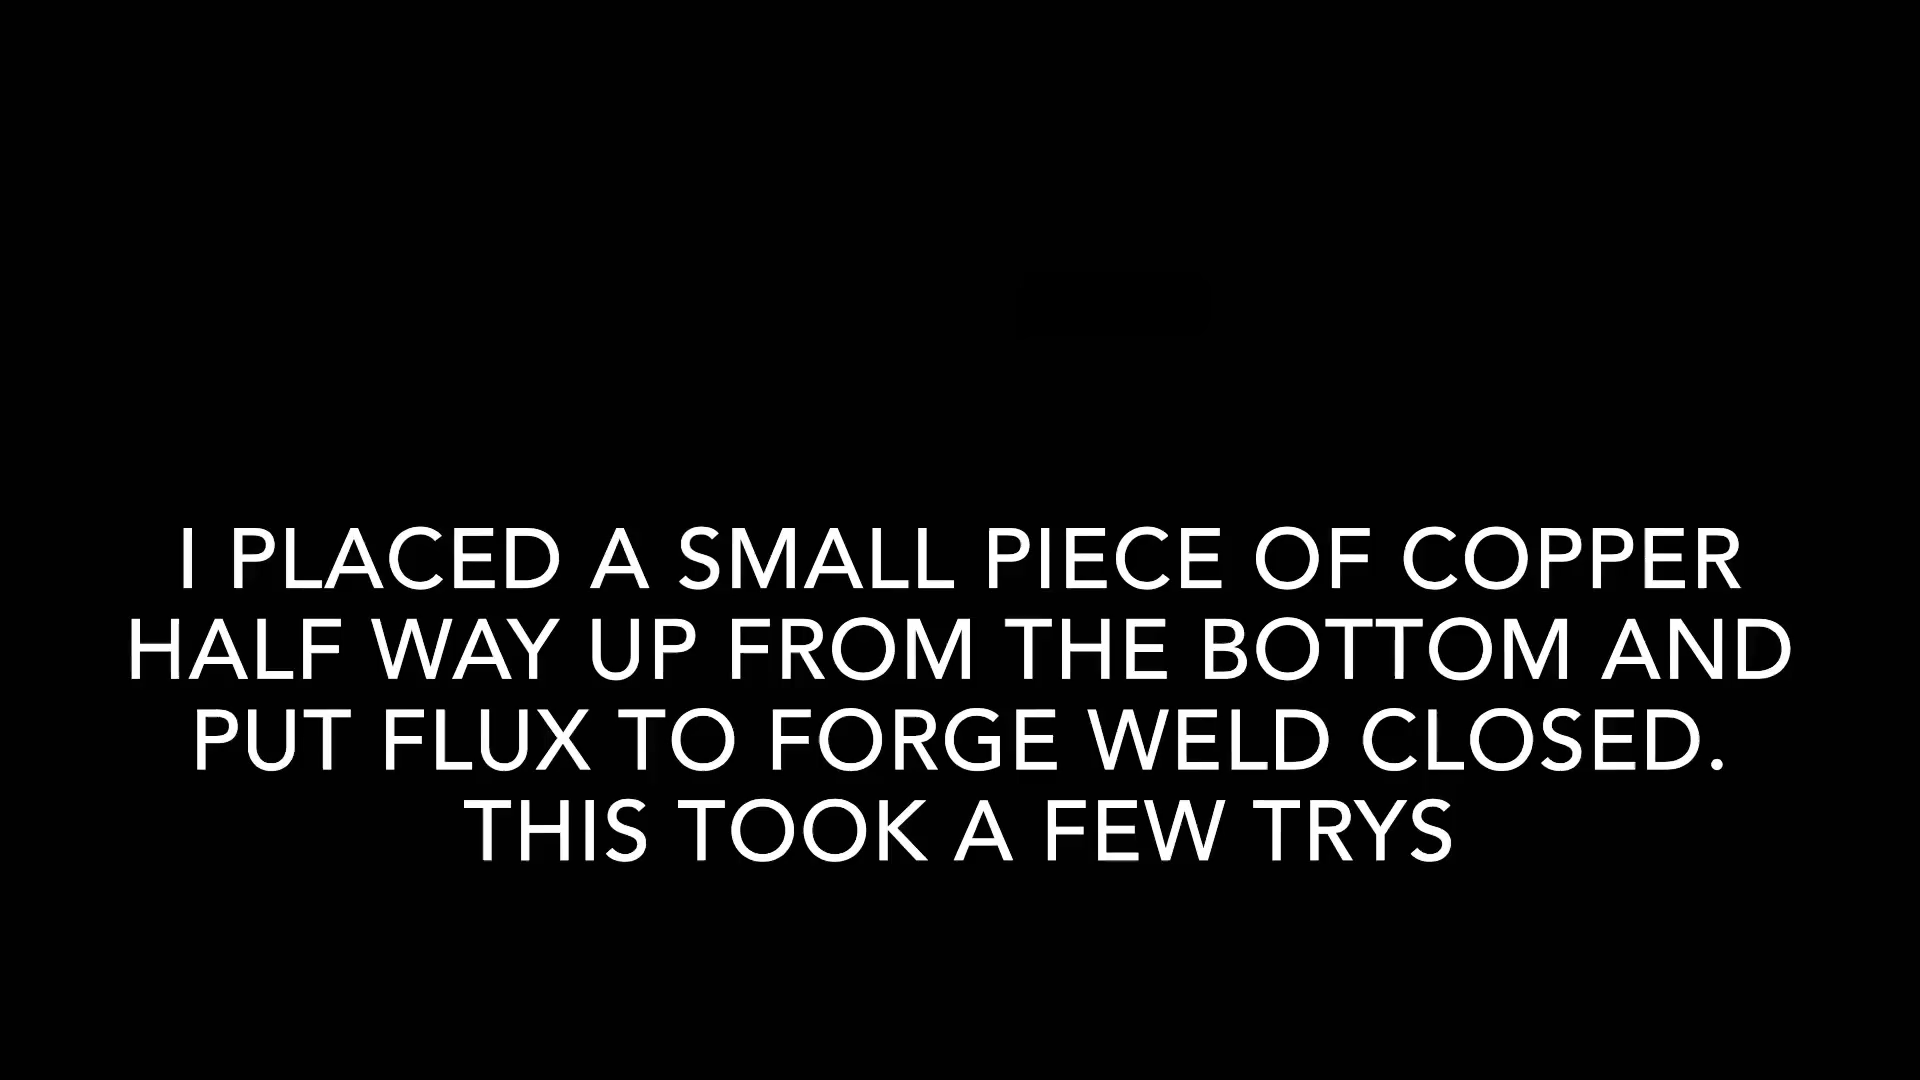 I PLACED A SMALL PIECE OF COPPER
HALF WAY UP FROM THE BOTTOM AND
PUT FLUX TO FORGE WELD CLOSED.
THIS TOOK A FEW TRYS